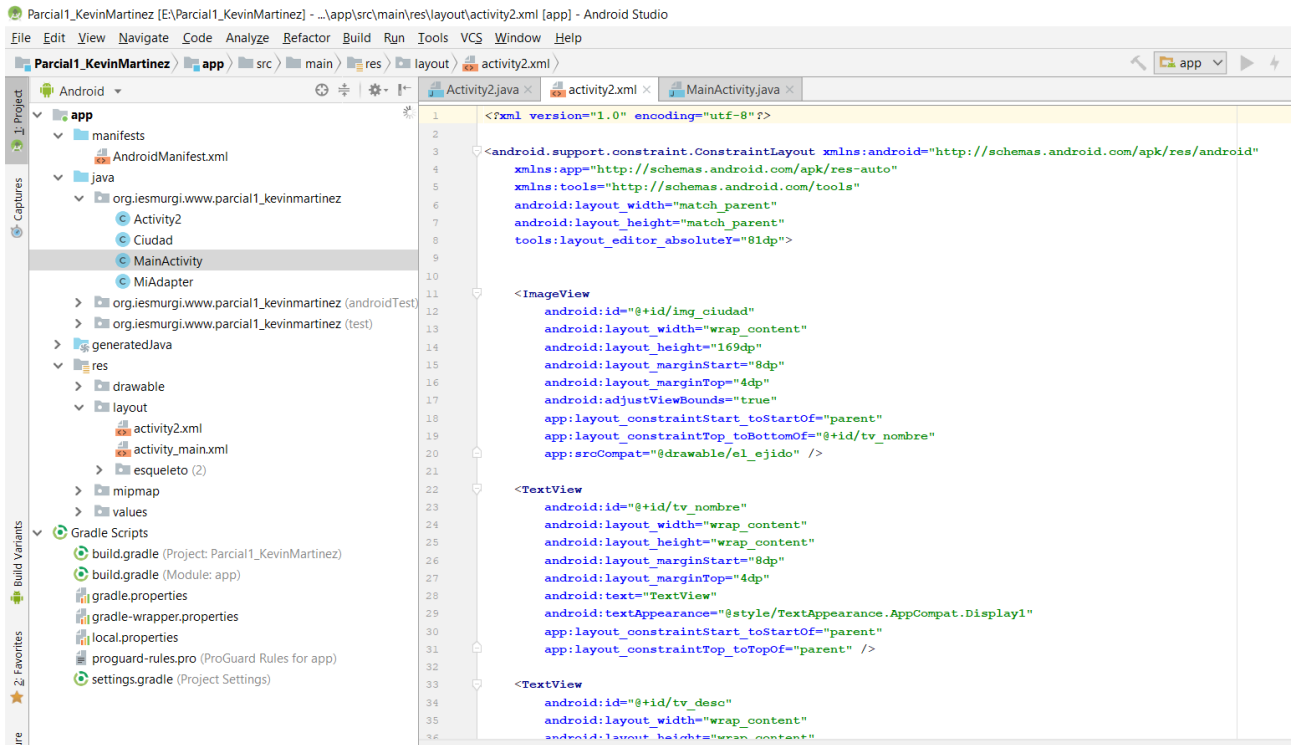 Parcial1_KevinMartinez [E:\Parcial1_KevinMartinez] - ...\app\src\main\res\layout\activity2.xml [app] - Android Studio
File Edit View Navigate Code Analyze Refactor Build Run Tools VCS Window Help
Parcial1_KevinMartinez app src main res layout activity2.xml
app
1: Project
Captures
Build Variants
2: Favorites
Android
app
manifests
AndroidManifest.xml
java
org.iesmurgi.www.parcial1_kevinmartinez
Activity2
Ciudad
MainActivity
MiAdapter
org.iesmurgi.www.parcial1_kevinmartinez (androidTest)
org.iesmurgi.www.parcial1_kevinmartinez (test)
generatedJava
res
drawable
layout
activity2.xml
activity_main.xml
esqueleto (2)
mipmap
values
Gradle Scripts
build.gradle (Project: Parcial1_KevinMartinez)
build.gradle (Module: app)
gradle.properties
gradle-wrapper.properties
local.properties
proguard-rules.pro (ProGuard Rules for app)
settings.gradle (Project Settings)
Activity2.java activity2.xml MainActivity.java
1 <?xml version="1.0" encoding="utf-8"?>
2
3 <android.support.constraint.ConstraintLayout xmlns:android="http://schemas.android.com/apk/res/android"
4 xmlns:app="http://schemas.android.com/apk/res-auto"
5 xmlns:tools="http://schemas.android.com/tools"
6 android:layout_width="match_parent"
7 android:layout_height="match_parent"
8 tools:layout_editor_absoluteY="81dp">
9
10
11 <ImageView
12 android:id="@+id/img_ciudad"
13 android:layout_width="wrap_content"
14 android:layout_height="169dp"
15 android:layout_marginStart="8dp"
16 android:layout_marginTop="4dp"
17 android:adjustViewBounds="true"
18 app:layout_constraintStart_toStartOf="parent"
19 app:layout_constraintTop_toBottomOf="@+id/tv_nombre"
20 app:srcCompat="@drawable/el_ejido" />
21
22 <TextView
23 android:id="@+id/tv_nombre"
24 android:layout_width="wrap_content"
25 android:layout_height="wrap_content"
26 android:layout_marginStart="8dp"
27 android:layout_marginTop="4dp"
28 android:text="TextView"
29 android:textAppearance="@style/TextAppearance.AppCompat.Display1"
30 app:layout_constraintStart_toStartOf="parent"
31 app:layout_constraintTop_toTopOf="parent" />
32
33 <TextView
34 android:id="@+id/tv_desc"
35 android:layout_width="wrap_content"
36 android:layout_height="wrap_content"